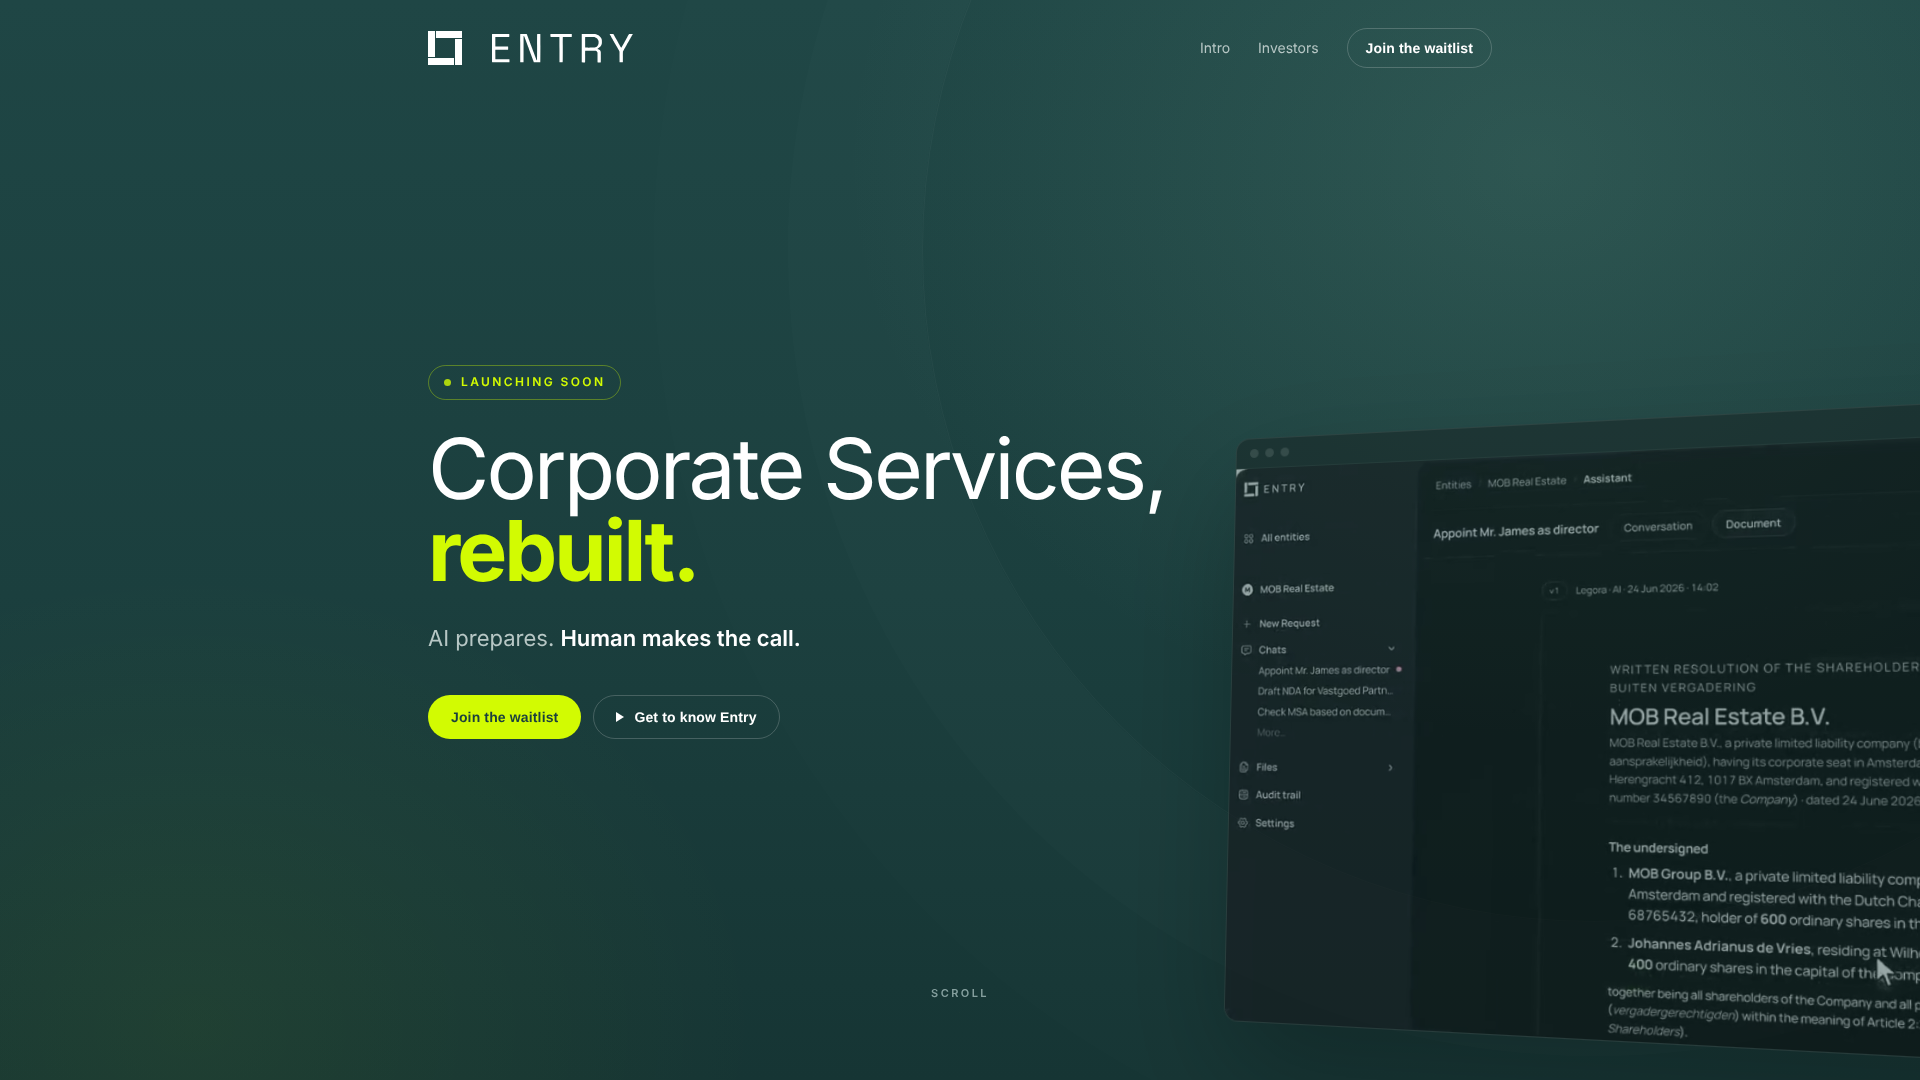 ENTRY
Intro
Investors
Join the waitlist
LAUNCHING SOON
Corporate Services,
rebuilt.
AI prepares. Human makes the call.
Join the waitlist
Get to know Entry
SCROLL
ENTRY
All entities
M
MOB Real Estate
New Request
Chats
Appoint Mr. James as director
Draft NDA for Vastgoed Partn...
Check MSA based on docum...
More...
Files
Audit trail
Settings
Entities / MOB Real Estate / Assistant
Appoint Mr. James as director
Conversation
Document
v1
Legora · AI · 24 Jun 2026 · 14:02
WRITTEN RESOLUTION OF THE SHAREHOLDER
BUITEN VERGADERING
MOB Real Estate B.V.
MOB Real Estate B.V., a private limited liability company (
aansprakelijkheid), having its corporate seat in Amsterda
Herengracht 412, 1017 BX Amsterdam, and registered w
number 34567890 (the Company) · dated 24 June 2026
The undersigned
1. MOB Group B.V., a private limited liability comp
Amsterdam and registered with the Dutch Cha
68765432, holder of 600 ordinary shares in th
2. Johannes Adrianus de Vries, residing at Wilhe
400 ordinary shares in the capital of the Comp
together being all shareholders of the Company and all p
(vergadergerechtigden) within the meaning of Article 2:
Shareholders).